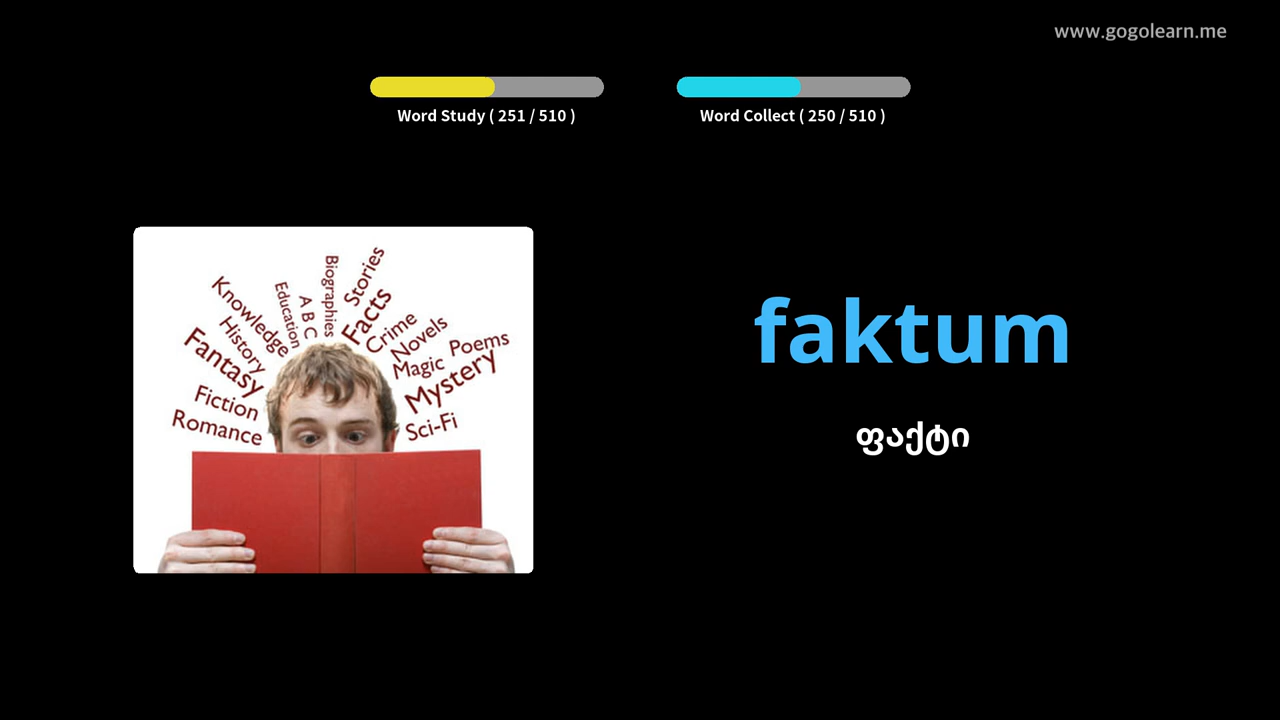 www.gogolearn.me
Word Study ( 251 / 510 )
Word Collect ( 250 / 510 )
Biographies
Stories
Education
A B C
Facts
Knowledge
Crime
History
Novels
Poems
Fantasy
Magic
Mystery
Fiction
Romance
Sci-Fi
faktum
ფაქტი